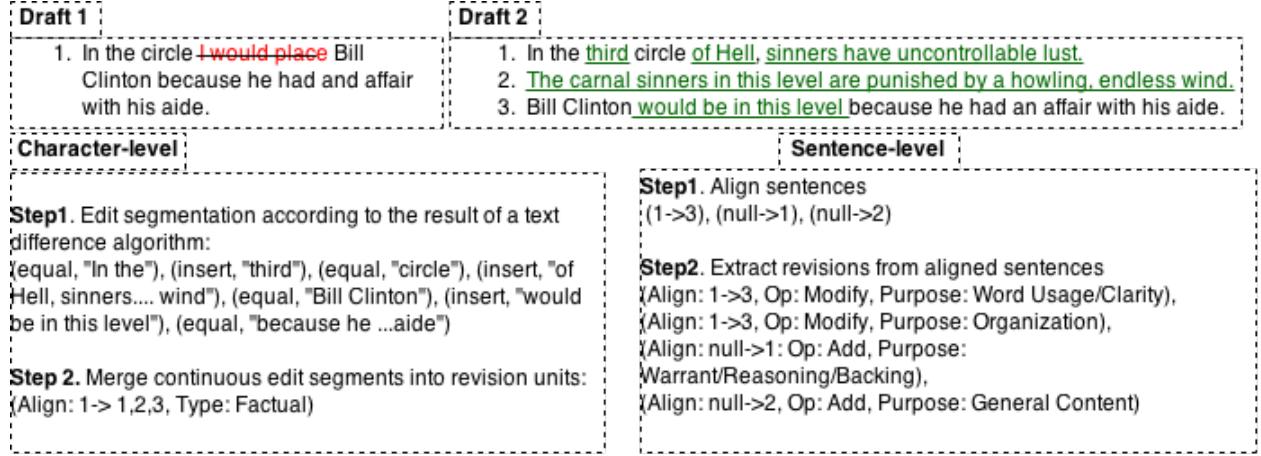 Draft 1
1. In the circle I would place Bill
Clinton because he had and affair
with his aide.
Draft 2
1. In the third circle of Hell, sinners have uncontrollable lust.
2. The carnal sinners in this level are punished by a howling, endless wind.
3. Bill Clinton would be in this level because he had an affair with his aide.
Character-level
Step1. Edit segmentation according to the result of a text
difference algorithm:
(equal, "In the"), (insert, "third"), (equal, "circle"), (insert, "of
Hell, sinners.... wind"), (equal, "Bill Clinton"), (insert, "would
be in this level"), (equal, "because he ...aide")
Step 2. Merge continuous edit segments into revision units:
(Align: 1-> 1,2,3, Type: Factual)
Sentence-level
Step1. Align sentences
(1->3), (null->1), (null->2)
Step2. Extract revisions from aligned sentences
(Align: 1->3, Op: Modify, Purpose: Word Usage/Clarity),
(Align: 1->3, Op: Modify, Purpose: Organization),
(Align: null->1: Op: Add, Purpose:
Warrant/Reasoning/Backing),
(Align: null->2, Op: Add, Purpose: General Content)